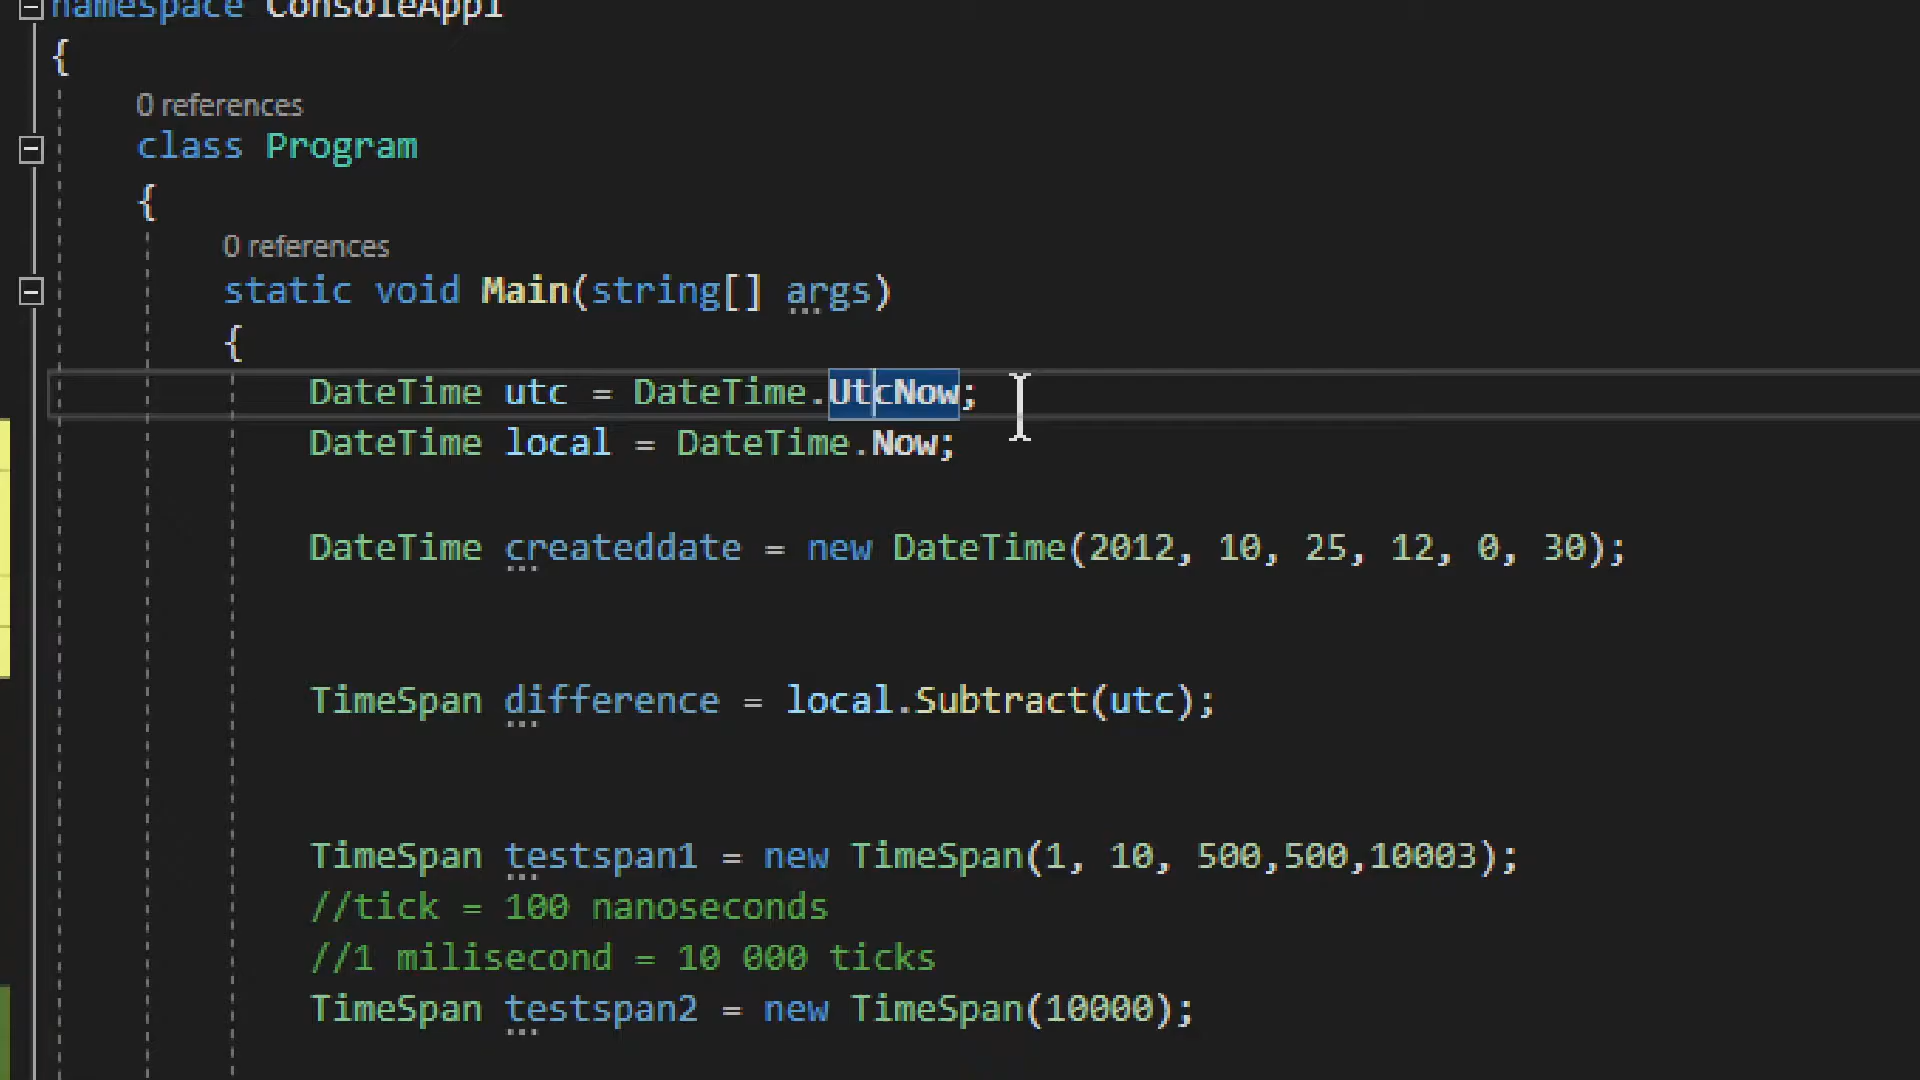 namespace ConsoleApp1
{
0 references
class Program
{
0 references
static void Main(string[] args)
{
DateTime utc = DateTime.UtcNow;
DateTime local = DateTime.Now;
DateTime createddate = new DateTime(2012, 10, 25, 12, 0, 30);
TimeSpan difference = local.Subtract(utc);
TimeSpan testspan1 = new TimeSpan(1, 10, 500,500,10003);
//tick = 100 nanoseconds
//1 milisecond = 10 000 ticks
TimeSpan testspan2 = new TimeSpan(10000);